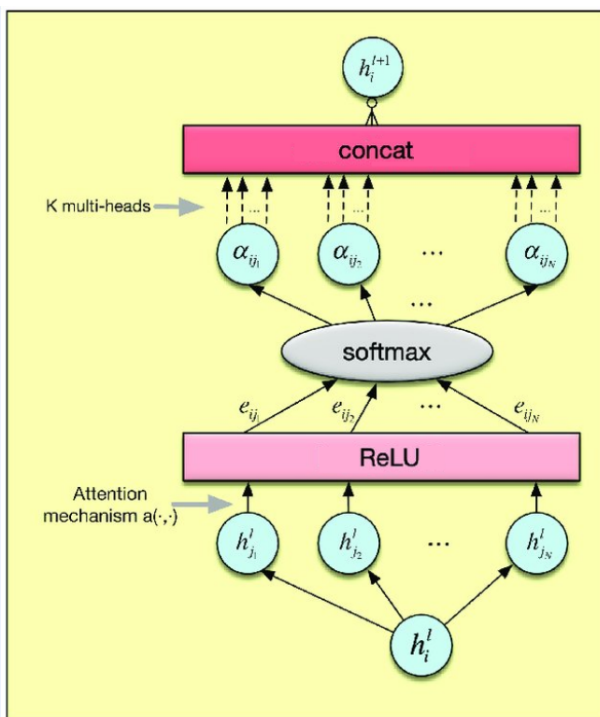 h_i^{l+1}
concat
K multi-heads
... ... ...
α_{ij_1} α_{ij_2} ... α_{ij_N}
...
softmax
e_{ij_1} e_{ij_2} ... e_{ij_N}
ReLU
Attention
mechanism a(·,·)
h_{j_1}^l h_{j_2}^l ... h_{j_N}^l
h_i^l